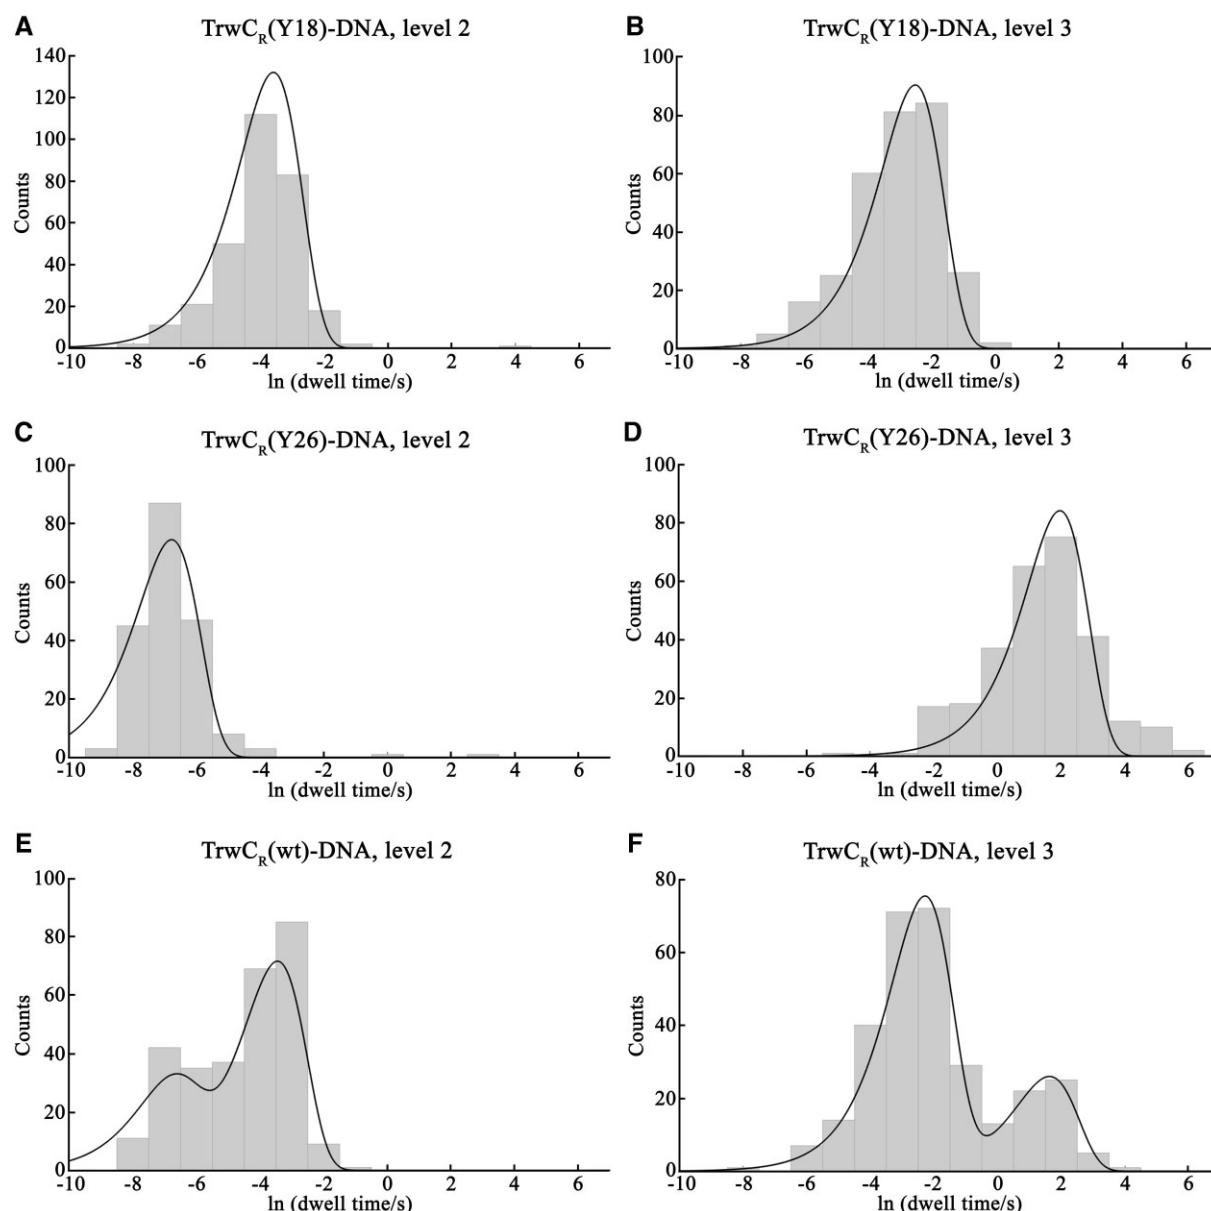 A
TrwC_R(Y18)-DNA, level 2
140
120
100
80
60
40
20
0
Counts
-10 -8 -6 -4 -2 0 2 4 6
ln (dwell time/s)
B
TrwC_R(Y18)-DNA, level 3
100
80
60
40
20
0
Counts
-10 -8 -6 -4 -2 0 2 4 6
ln (dwell time/s)
C
TrwC_R(Y26)-DNA, level 2
100
80
60
40
20
0
Counts
-10 -8 -6 -4 -2 0 2 4 6
ln (dwell time/s)
D
TrwC_R(Y26)-DNA, level 3
100
80
60
40
20
0
Counts
-10 -8 -6 -4 -2 0 2 4 6
ln (dwell time/s)
E
TrwC_R(wt)-DNA, level 2
100
80
60
40
20
0
Counts
-10 -8 -6 -4 -2 0 2 4 6
ln (dwell time/s)
F
TrwC_R(wt)-DNA, level 3
80
60
40
20
0
Counts
-10 -8 -6 -4 -2 0 2 4 6
ln (dwell time/s)